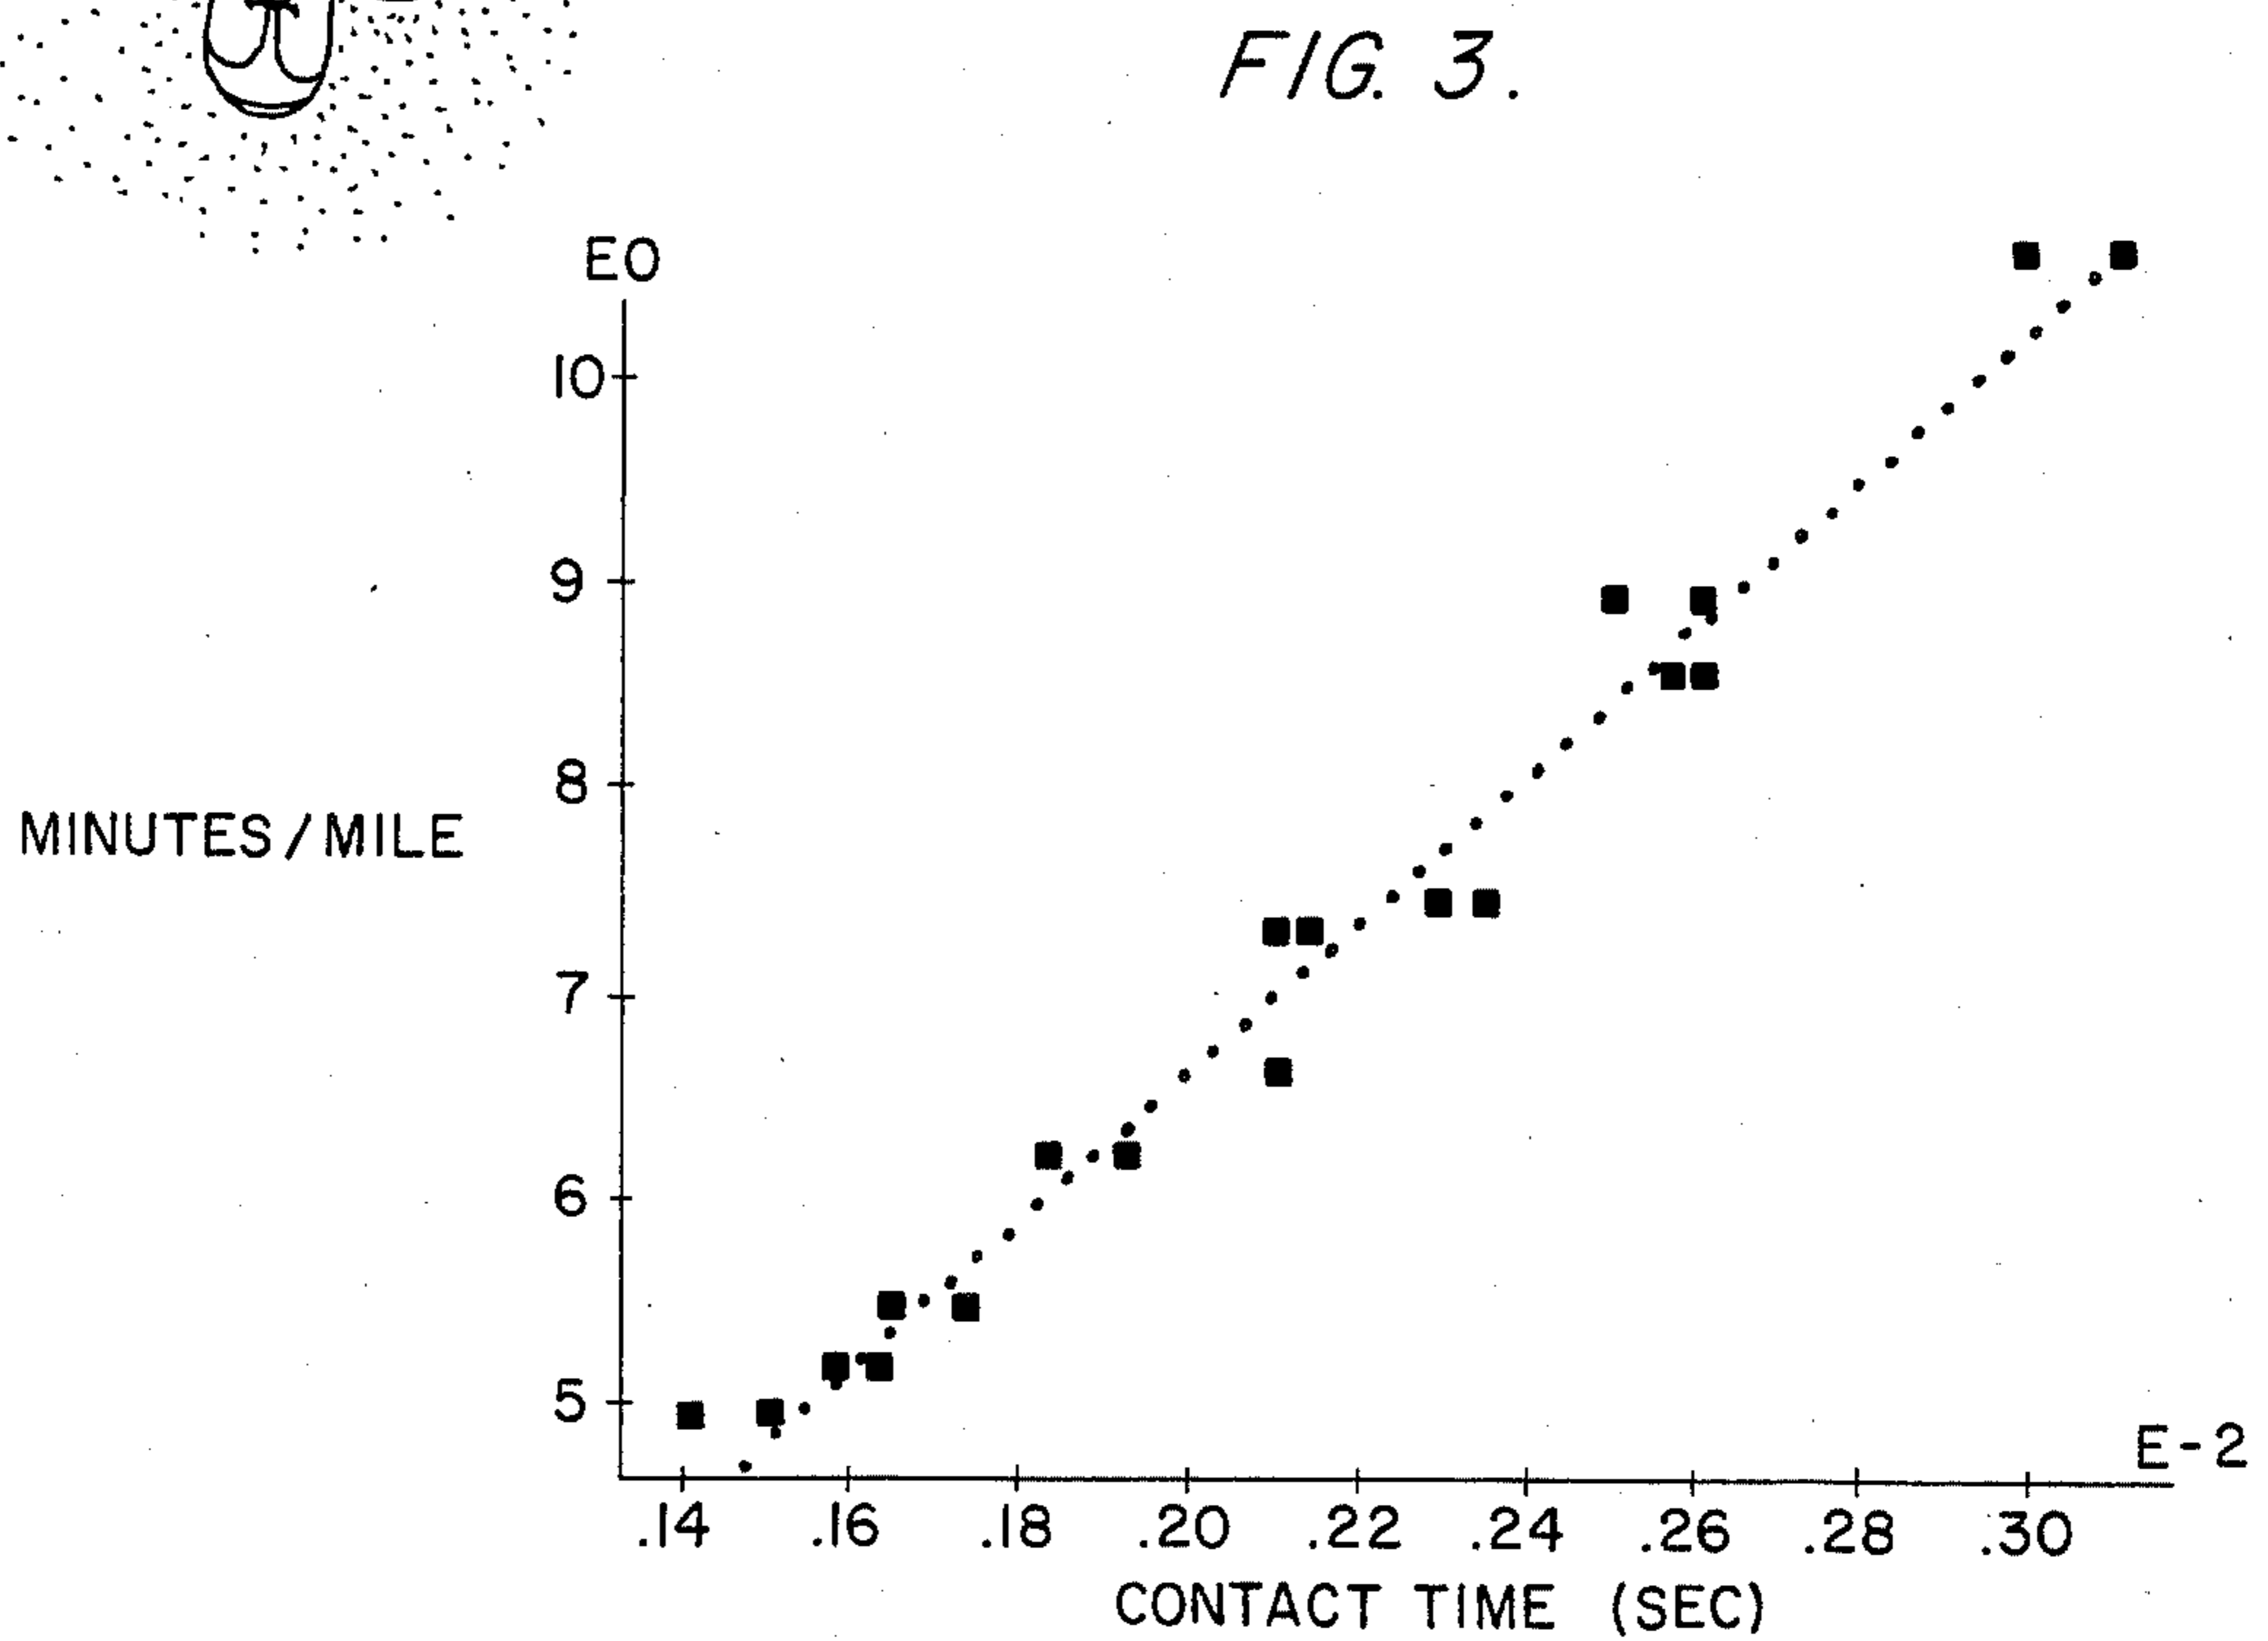 FIG. 3.
EO
10
9
8
MINUTES/MILE
7
6
5
E-2
.14 .16 .18 .20 .22 .24 .26 .28 .30
CONTACT TIME (SEC)